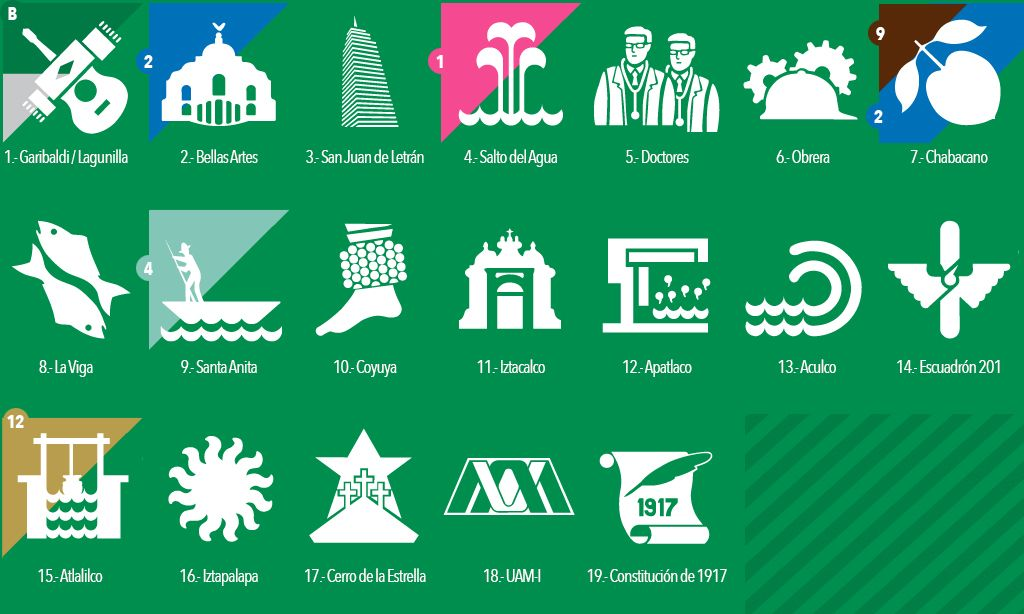 B
1.- Garibaldi / Lagunilla
2
2.- Bellas Artes
3.- San Juan de Letrán
1
4.- Salto del Agua
5.- Doctores
6.- Obrera
9
2
7.- Chabacano
8.- La Viga
4
9.- Santa Anita
10.- Coyuya
11.- Iztacalco
12.- Apatlaco
13.- Aculco
14.- Escuadrón 201
12
15.- Atlalilco
16.- Iztapalapa
17.- Cerro de la Estrella
18.- UAM-I
1917
19.- Constitución de 1917